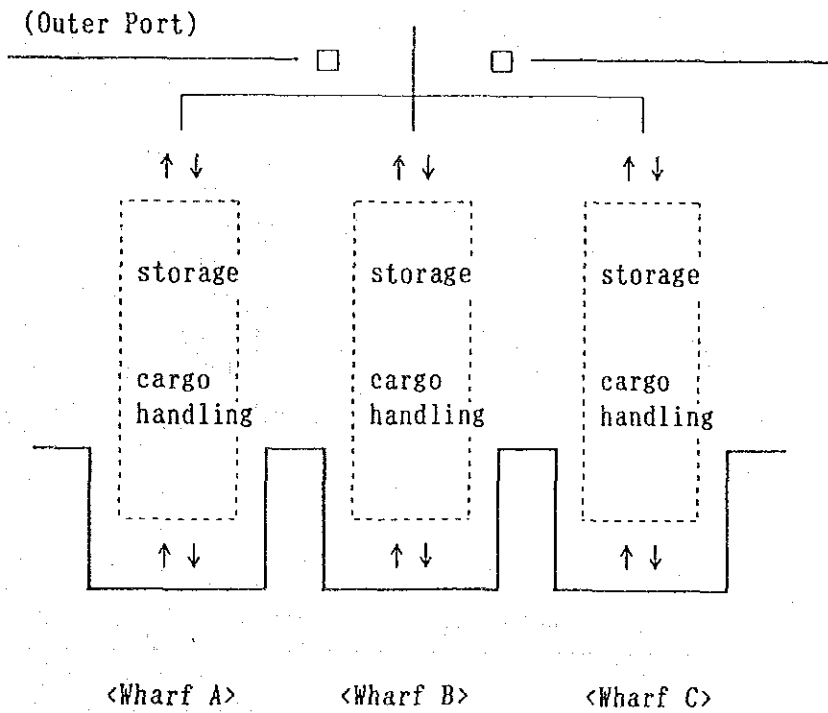 (Outer Port)
↑ ↓ ↑ ↓ ↑ ↓
storage storage storage
cargo cargo cargo
handling handling handling
↑ ↓ ↑ ↓ ↑ ↓
<Wharf A> <Wharf B> <Wharf C>